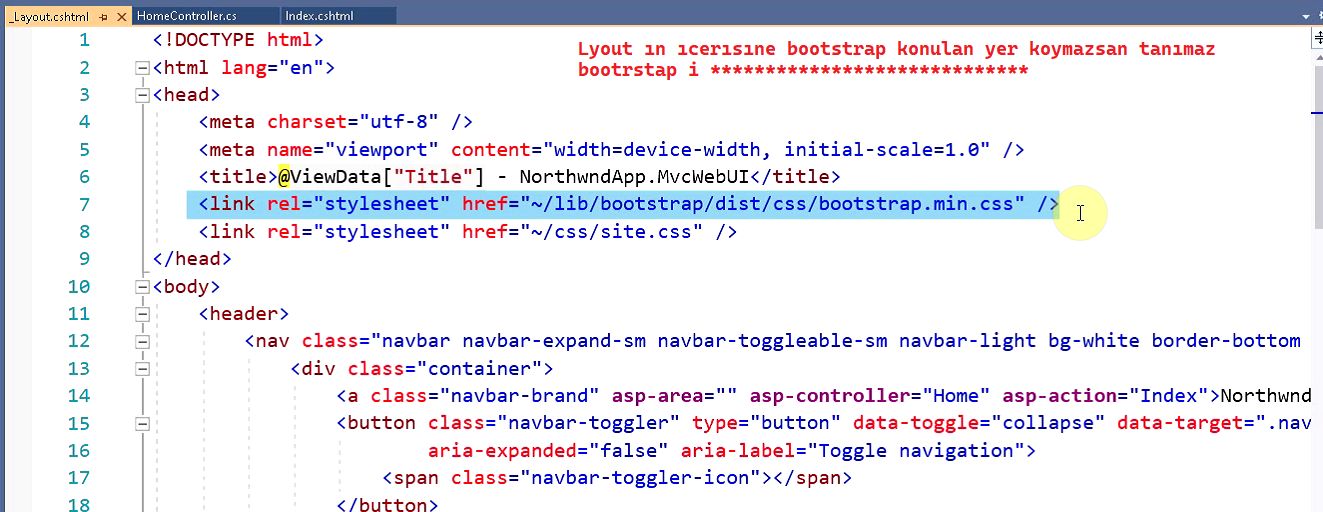 _Layout.cshtml HomeController.cs Index.cshtml
Lyout ın ıcerısıne bootstrap konulan yer koymazsan tanımaz
bootrstap i *****************************
1 <!DOCTYPE html>
2 <html lang="en">
3 <head>
4 <meta charset="utf-8" />
5 <meta name="viewport" content="width=device-width, initial-scale=1.0" />
6 <title>@ViewData["Title"] - NorthwndApp.MvcWebUI</title>
7 <link rel="stylesheet" href="~/lib/bootstrap/dist/css/bootstrap.min.css" />
8 <link rel="stylesheet" href="~/css/site.css" />
9 </head>
10 <body>
11 <header>
12 <nav class="navbar navbar-expand-sm navbar-toggleable-sm navbar-light bg-white border-bottom
13 <div class="container">
14 <a class="navbar-brand" asp-area="" asp-controller="Home" asp-action="Index">Northwnd
15 <button class="navbar-toggler" type="button" data-toggle="collapse" data-target=".nav
16 aria-expanded="false" aria-label="Toggle navigation">
17 <span class="navbar-toggler-icon"></span>
18 </button>